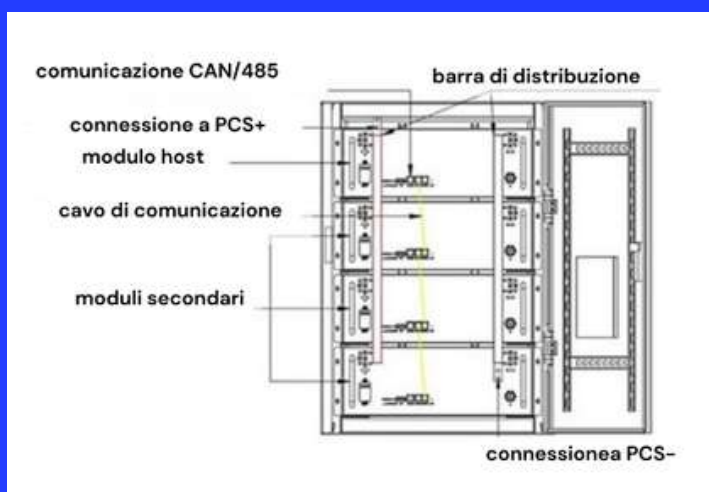 comunicazione CAN/485
barra di distribuzione
connessione a PCS+
modulo host
cavo di comunicazione
moduli secondari
connessionea PCS-